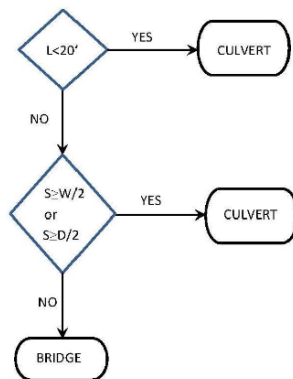 L<20'
YES
CULVERT
NO
S≥W/2
or
S≥D/2
YES
CULVERT
NO
BRIDGE